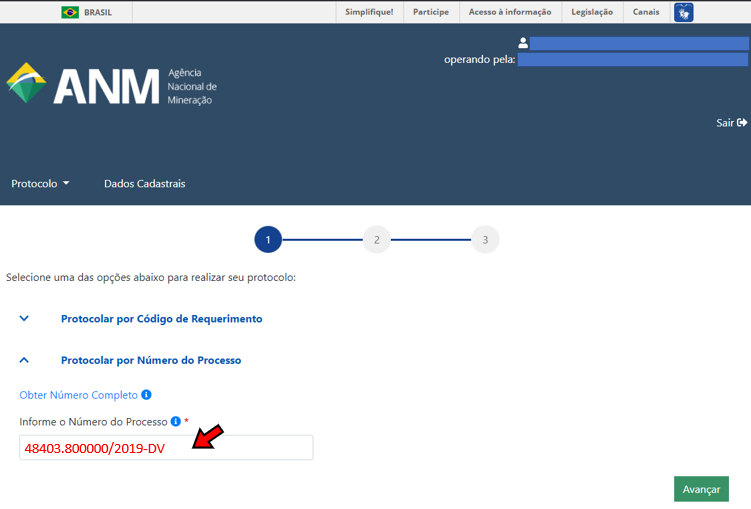 BRASIL
Simplifique!
Participe
Acesso à informação
Legislação
Canais
operando pela:
ANM
Agência
Nacional de
Mineração
Sair
Protocolo
Dados Cadastrais
1
2
3
Selecione uma das opções abaixo para realizar seu protocolo:
Protocolar por Código de Requerimento
Protocolar por Número do Processo
Obter Número Completo
Informe o Número do Processo *
48403.800000/2019-DV
Avançar